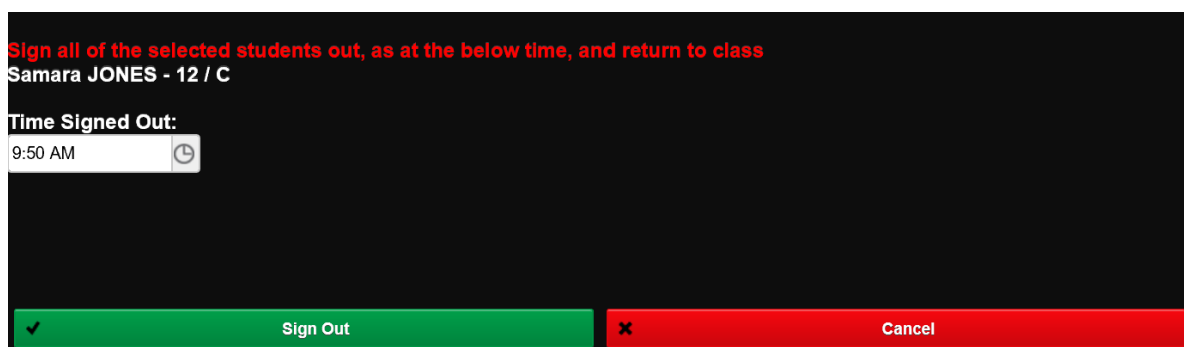 Sign all of the selected students out, as at the below time, and return to class
Samara JONES - 12 / C
Time Signed Out:
9:50 AM
Sign Out
Cancel